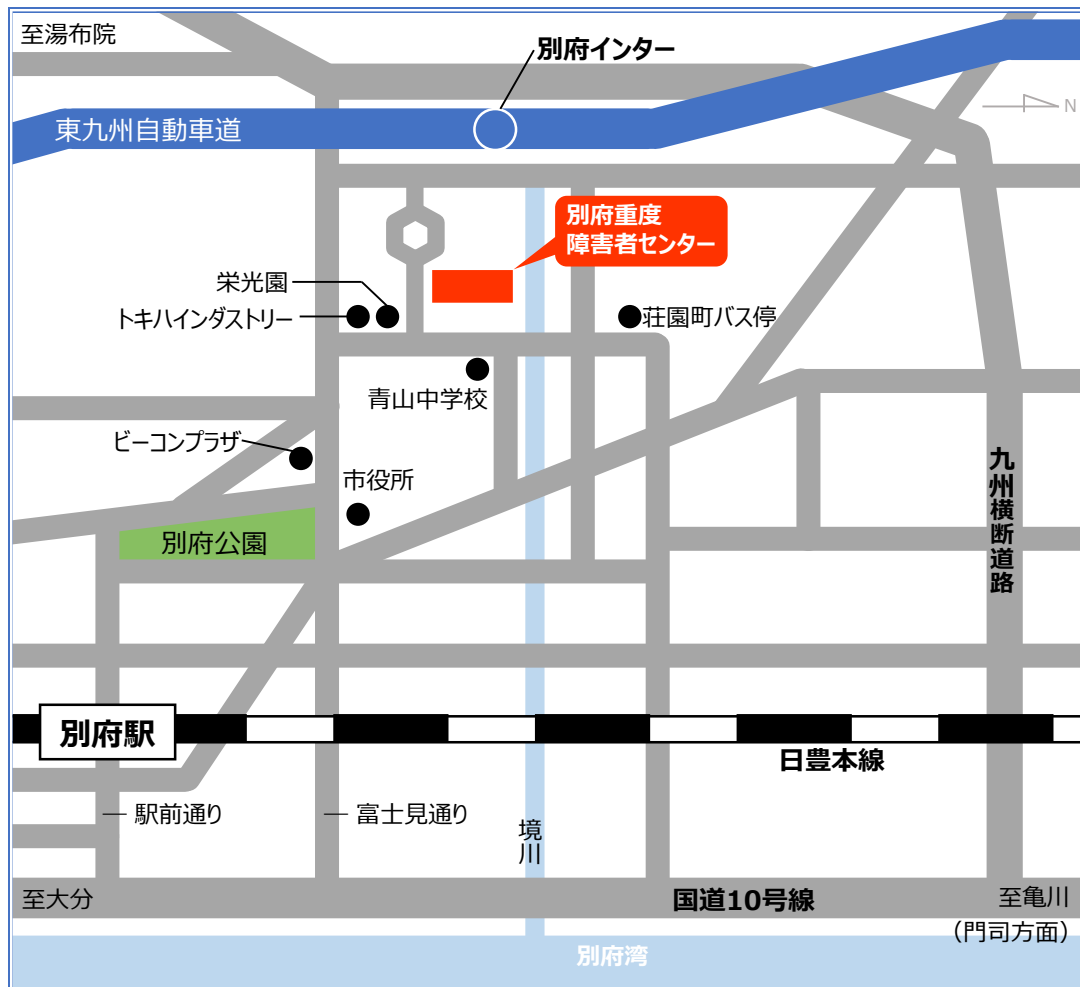 至湯布院
別府インター
東九州自動車道
N
別府重度
障害者センター
栄光園
トキハインダストリー
荘園町バス停
青山中学校
ビーコンプラザ
市役所
九州横断道路
別府公園
別府駅
日豊本線
駅前通り
富士見通り
境川
至大分
国道10号線
至亀川
（門司方面）
別府湾